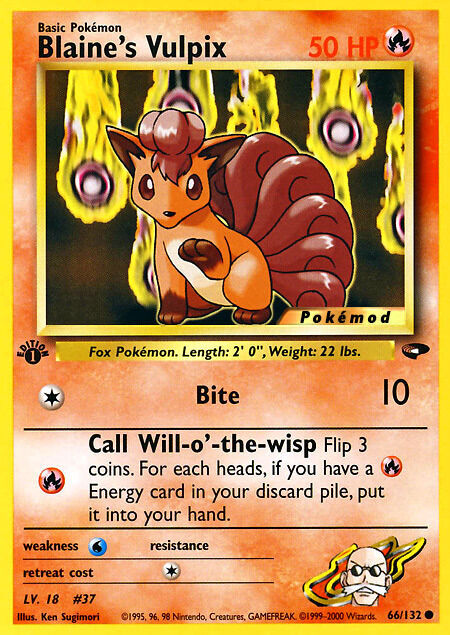 Basic Pokémon
Blaine's Vulpix 50 HP
Pokémod
EDITION
1
Fox Pokémon. Length: 2' 0", Weight: 22 lbs.
Bite 10
Call Will-o'-the-wisp Flip 3
coins. For each heads, if you have a
Energy card in your discard pile, put
it into your hand.
weakness resistance
retreat cost
LV. 18 #37
Illus. Ken Sugimori ©1995, 96, 98 Nintendo, Creatures, GAMEFREAK. ©1999-2000 Wizards. 66/132